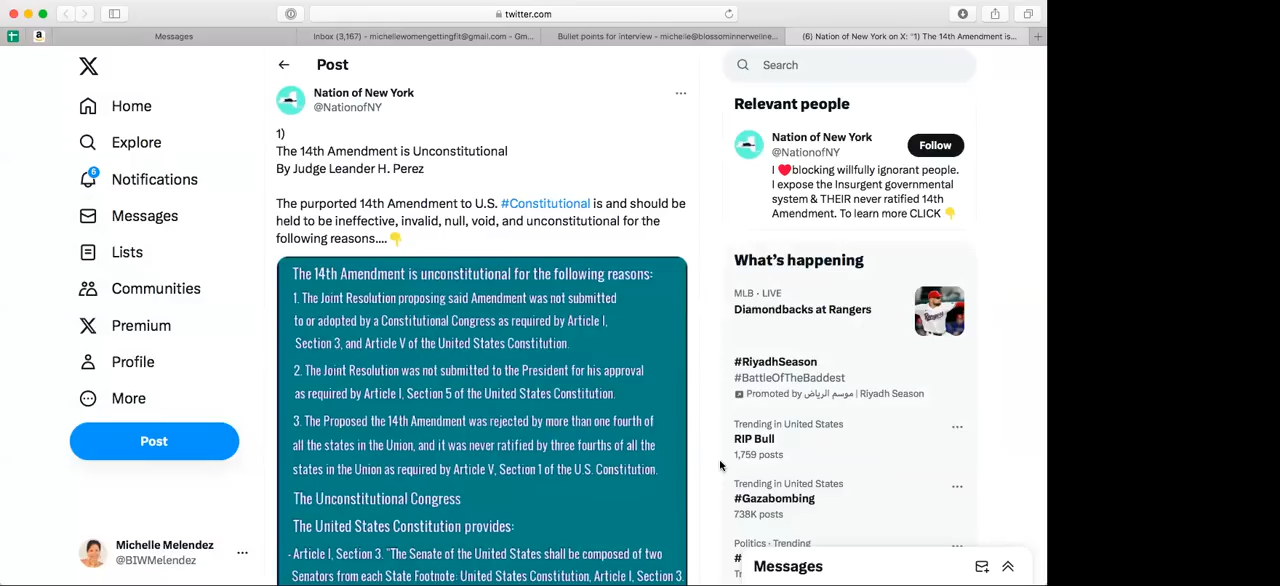 twitter.com
Messages
Inbox (3,167) - michellewomengettingfit@gmail.com - Gm...
Bullet points for interview - michelle@blossominnerwellne...
(6) Nation of New York on X: "1) The 14th Amendment is...
Home
Explore
6
Notifications
Messages
Lists
Communities
Premium
Profile
More
Post
Michelle Melendez
@BIWMelendez
Post
Nation of New York
@NationofNY
1)
The 14th Amendment is Unconstitutional
By Judge Leander H. Perez
The purported 14th Amendment to U.S. #Constitutional is and should be
held to be ineffective, invalid, null, void, and unconstitutional for the
following reasons.... 👇
The 14th Amendment is unconstitutional for the following reasons:
1. The Joint Resolution proposing said Amendment was not submitted
to or adopted by a Constitutional Congress as required by Article I,
Section 3, and Article V of the United States Constitution.
2. The Joint Resolution was not submitted to the President for his approval
as required by Article I, Section 5 of the United States Constitution.
3. The Proposed the 14th Amendment was rejected by more than one fourth of
all the states in the Union, and it was never ratified by three fourths of all the
states in the Union as required by Article V, Section 1 of the U.S. Constitution.
The Unconstitutional Congress
The United States Constitution provides:
- Article I, Section 3. "The Senate of the United States shall be composed of two
Senators from each State Footnote: United States Constitution, Article I, Section 3.
Search
Relevant people
Nation of New York
@NationofNY
Follow
I ❤️blocking willfully ignorant people.
I expose the Insurgent governmental
system & THEIR never ratified 14th
Amendment. To learn more CLICK 👇
What's happening
MLB · LIVE
Diamondbacks at Rangers
#RiyadhSeason
#BattleOfTheBaddest
Promoted by موسم الرياض | Riyadh Season
Trending in United States
RIP Bull
1,759 posts
Trending in United States
#Gazabombing
738K posts
Politics · Trending
#
Tr
Messages